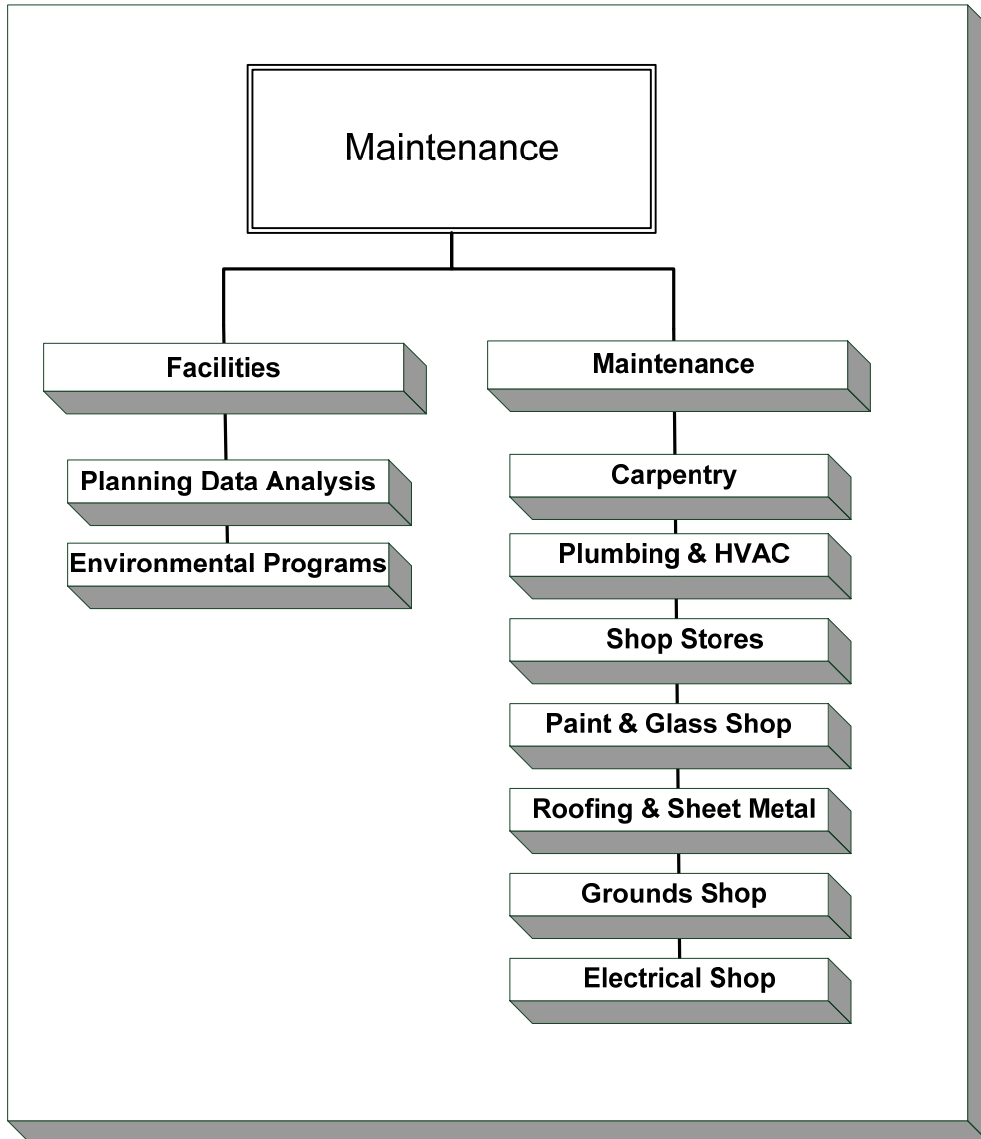 Maintenance
Facilities
Planning Data Analysis
Environmental Programs
Maintenance
Carpentry
Plumbing & HVAC
Shop Stores
Paint & Glass Shop
Roofing & Sheet Metal
Grounds Shop
Electrical Shop